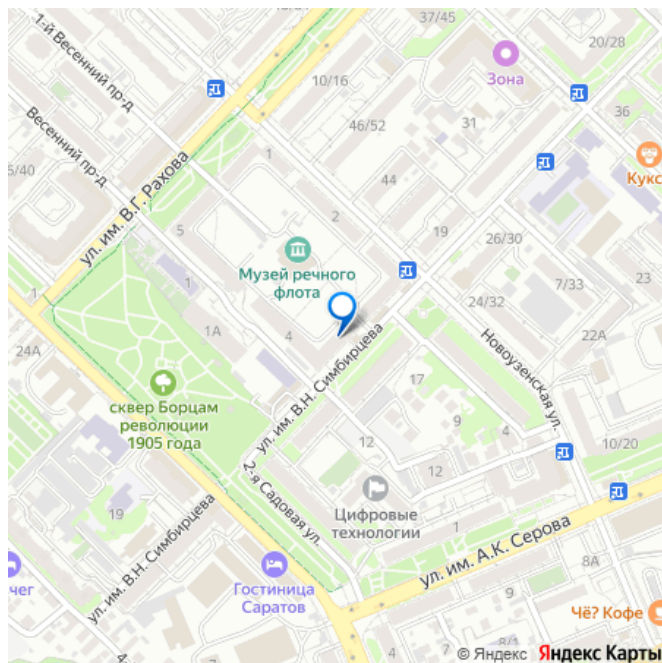 37/45
20/28
1-й Весенний пр-д
10/16
Зона
36
46/52
31
Весенний пр-д
Кукс
ул. им. В.Г. Рахова
1
44
2
19
5
26/30
Музей речного
флота
7/33
23
1
24/32
1
1А
4
22А
24А
Новоузенская ул.
ул. им. В.Н. Симбирцева
17
сквер Борцам
революции
1905 года
9
4
12
10/20
2-я Садовая ул.
12
19
Цифровые
технологии
1
ул. им. А.К. Серова
ул. им. В.Н. Симбирцева
8А
чег
Гостиница
Саратов
9
Чё? Кофе
8/1
© Яндекс Яндекс Карты